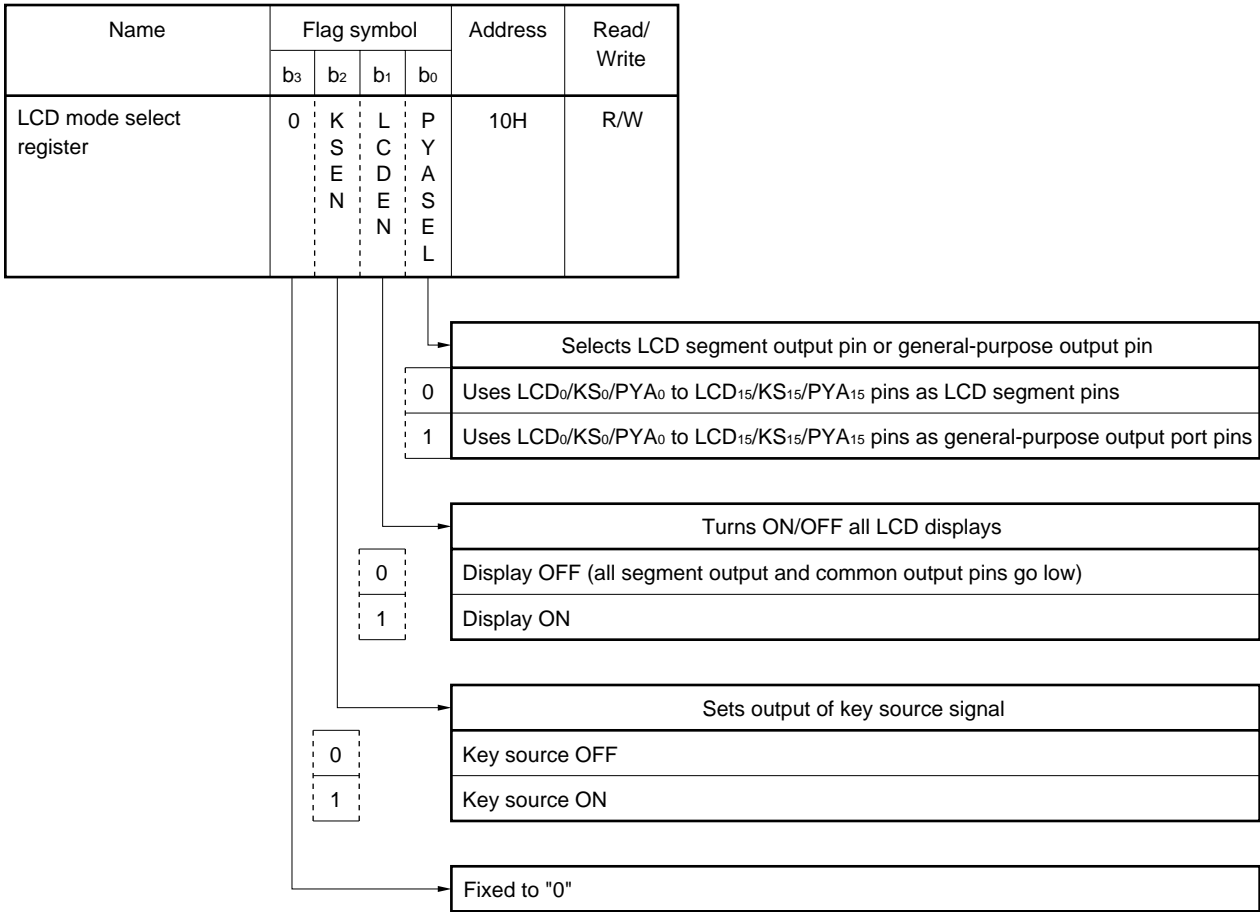 Name Flag symbol Address Read/
Write
b3 b2 b1 b0
LCD mode select
register
0 KSEN LCDEN PYASEL 10H R/W
Selects LCD segment output pin or general-purpose output pin
0 Uses LCD0/KS0/PYA0 to LCD15/KS15/PYA15 pins as LCD segment pins
1 Uses LCD0/KS0/PYA0 to LCD15/KS15/PYA15 pins as general-purpose output port pins
Turns ON/OFF all LCD displays
0 Display OFF (all segment output and common output pins go low)
1 Display ON
Sets output of key source signal
0 Key source OFF
1 Key source ON
Fixed to "0"